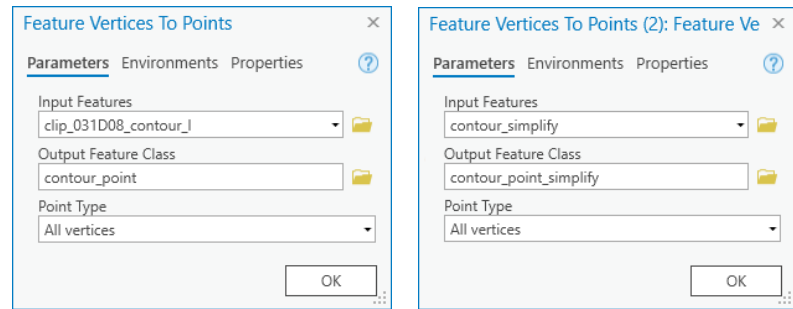 Feature Vertices To Points
Parameters Environments Properties
Input Features
clip_031D08_contour_l
Output Feature Class
contour_point
Point Type
All vertices
OK
Feature Vertices To Points (2): Feature Ve
Parameters Environments Properties
Input Features
contour_simplify
Output Feature Class
contour_point_simplify
Point Type
All vertices
OK